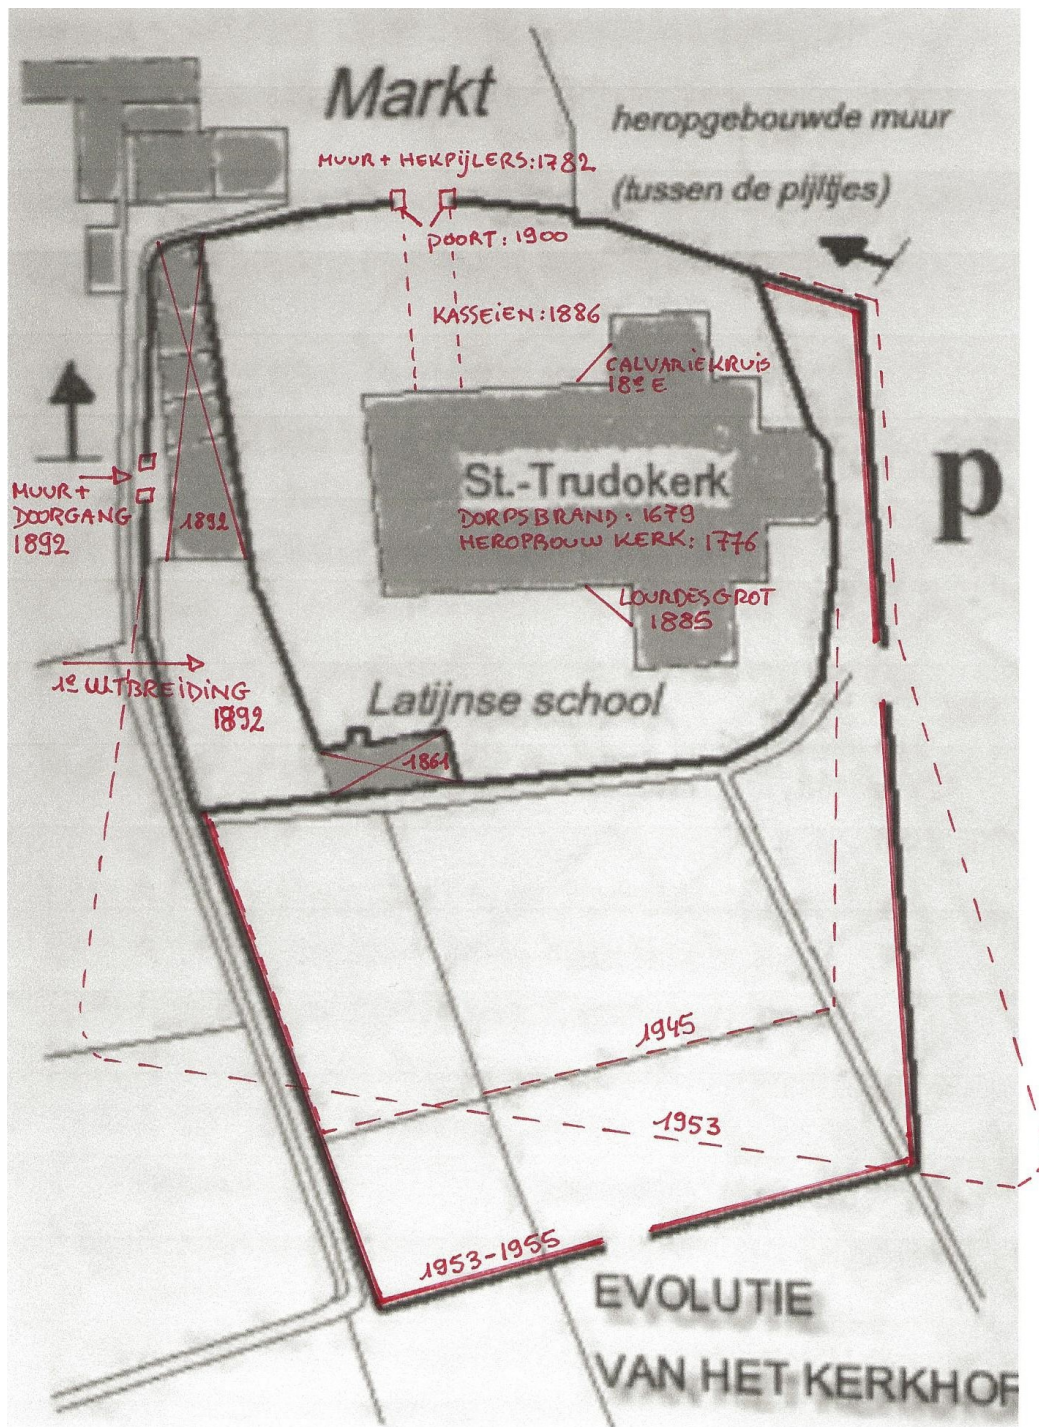 Markt
heropgebouwde muur
(tussen de pijltjes)
MUUR + HEKPIJLERS: 1782
POORT: 1900
KASSEIEN: 1886
CALVARIEKRUIS
18e E
P
St.-Trudokerk
DORPSBRAND: 1679
HEROPBOUW KERK: 1776
MUUR +
DOORGANG
1892
1892
LOURDESGROT
1885
1e UITBREIDING
1892
Latijnse school
1861
1945
1953
1953-1955
EVOLUTIE
VAN HET KERKHOF